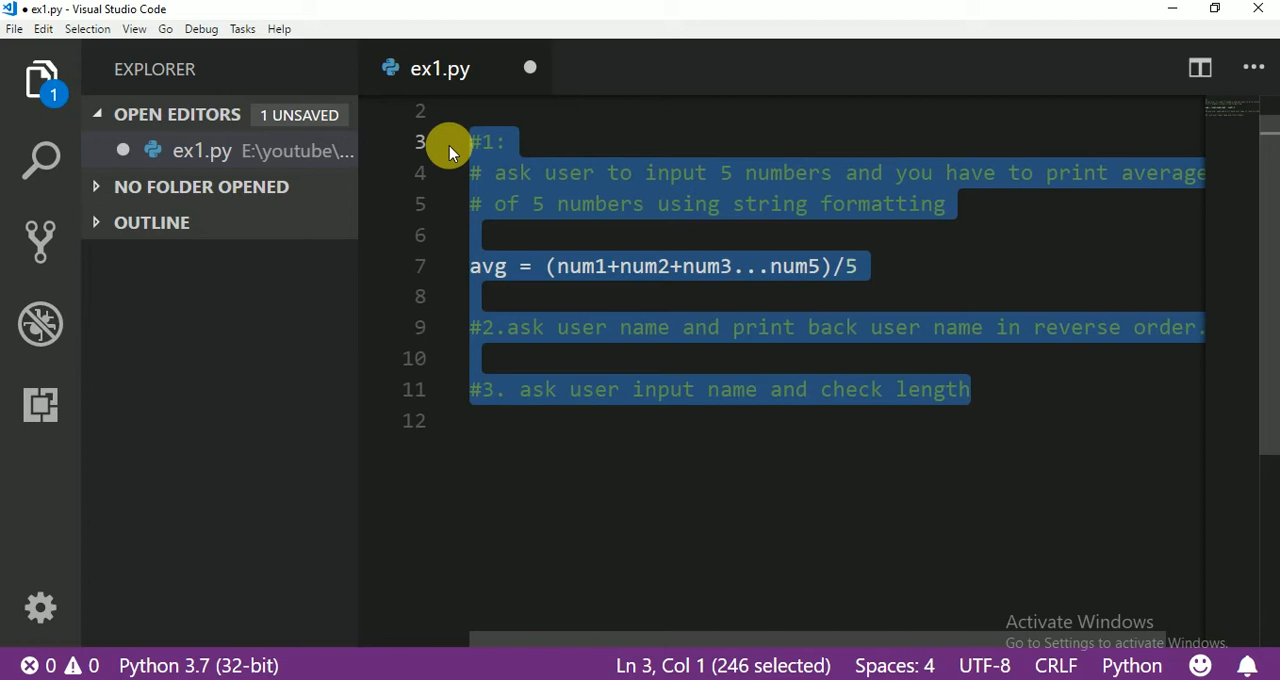 ● ex1.py - Visual Studio Code
File Edit Selection View Go Debug Tasks Help
1
EXPLORER
OPEN EDITORS 1 UNSAVED
ex1.py E:\youtube\...
NO FOLDER OPENED
OUTLINE
ex1.py
2
3 #1:
4 # ask user to input 5 numbers and you have to print average
5 # of 5 numbers using string formatting
6
7 avg = (num1+num2+num3...num5)/5
8
9 #2.ask user name and print back user name in reverse order.
10
11 #3. ask user input name and check length
12
Activate Windows
Go to Settings to activate Windows.
0 0 Python 3.7 (32-bit) Ln 3, Col 1 (246 selected) Spaces: 4 UTF-8 CRLF Python